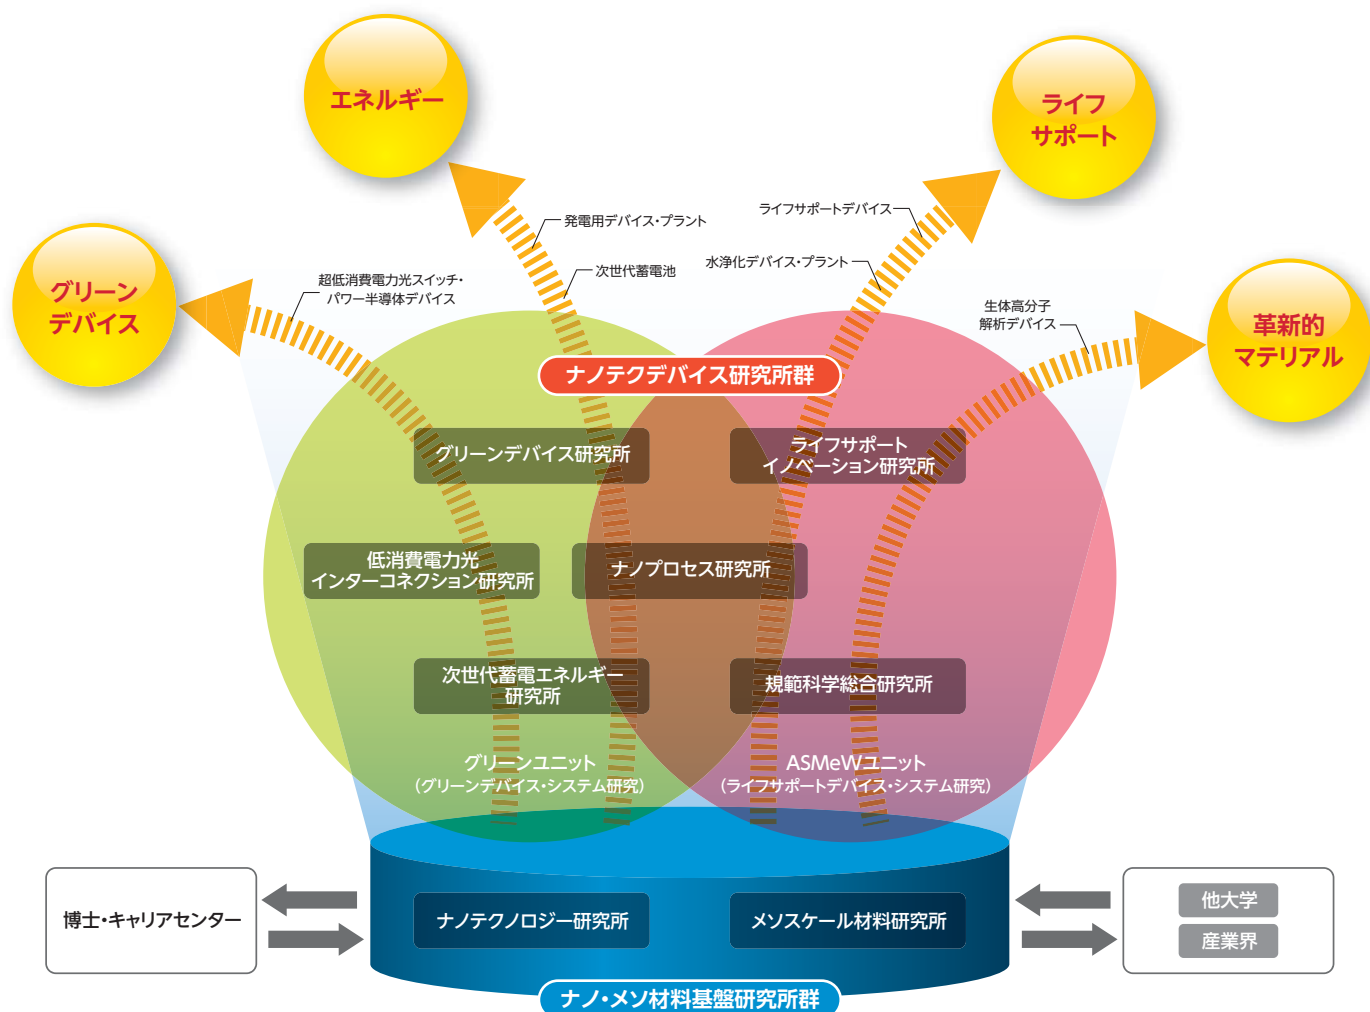 エネルギー
ライフ
サポート
グリーン
デバイス
革新的
マテリアル
発電用デバイス・プラント
次世代蓄電池
超低消費電力光スイッチ・
パワー半導体デバイス
ライフサポートデバイス
水浄化デバイス・プラント
生体高分子
解析デバイス
ナノテクデバイス研究所群
グリーンデバイス研究所
ライフサポート
イノベーション研究所
低消費電力光
インターコネクション研究所
ナノプロセス研究所
次世代蓄電エネルギー
研究所
規範科学総合研究所
グリーンユニット
（グリーンデバイス・システム研究）
ASMeWユニット
（ライフサポートデバイス・システム研究）
博士・キャリアセンター
ナノテクノロジー研究所
メソスケール材料研究所
他大学
産業界
ナノ・メソ材料基盤研究所群